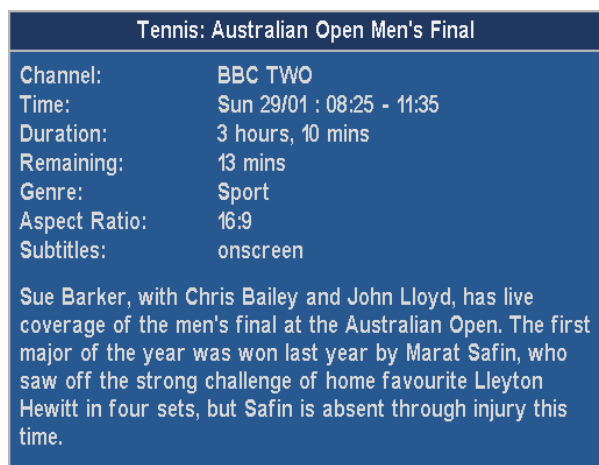 Tennis: Australian Open Men's Final
Channel: BBC TWO
Time: Sun 29/01 : 08:25 - 11:35
Duration: 3 hours, 10 mins
Remaining: 13 mins
Genre: Sport
Aspect Ratio: 16:9
Subtitles: onscreen
Sue Barker, with Chris Bailey and John Lloyd, has live
coverage of the men's final at the Australian Open. The first
major of the year was won last year by Marat Safin, who
saw off the strong challenge of home favourite Lleyton
Hewitt in four sets, but Safin is absent through injury this
time.